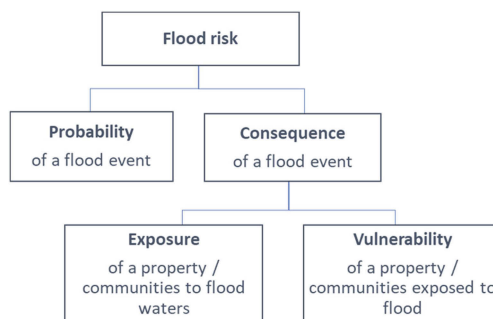 Flood risk
Probability
of a flood event
Consequence
of a flood event
Exposure
of a property /
communities to flood
waters
Vulnerability
of a property /
communities exposed to
flood